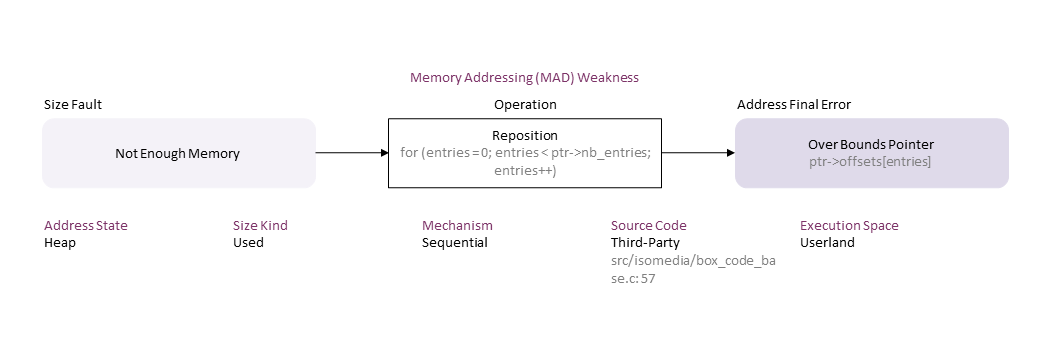 Memory Addressing (MAD) Weakness
Size Fault
Operation
Address Final Error
Not Enough Memory
Reposition
for (entries = 0; entries < ptr->nb_entries;
entries++)
Over Bounds Pointer
ptr->offsets[entries]
Address State
Heap
Size Kind
Used
Mechanism
Sequential
Source Code
Third-Party
src/isomedia/box_code_ba
se.c: 57
Execution Space
Userland